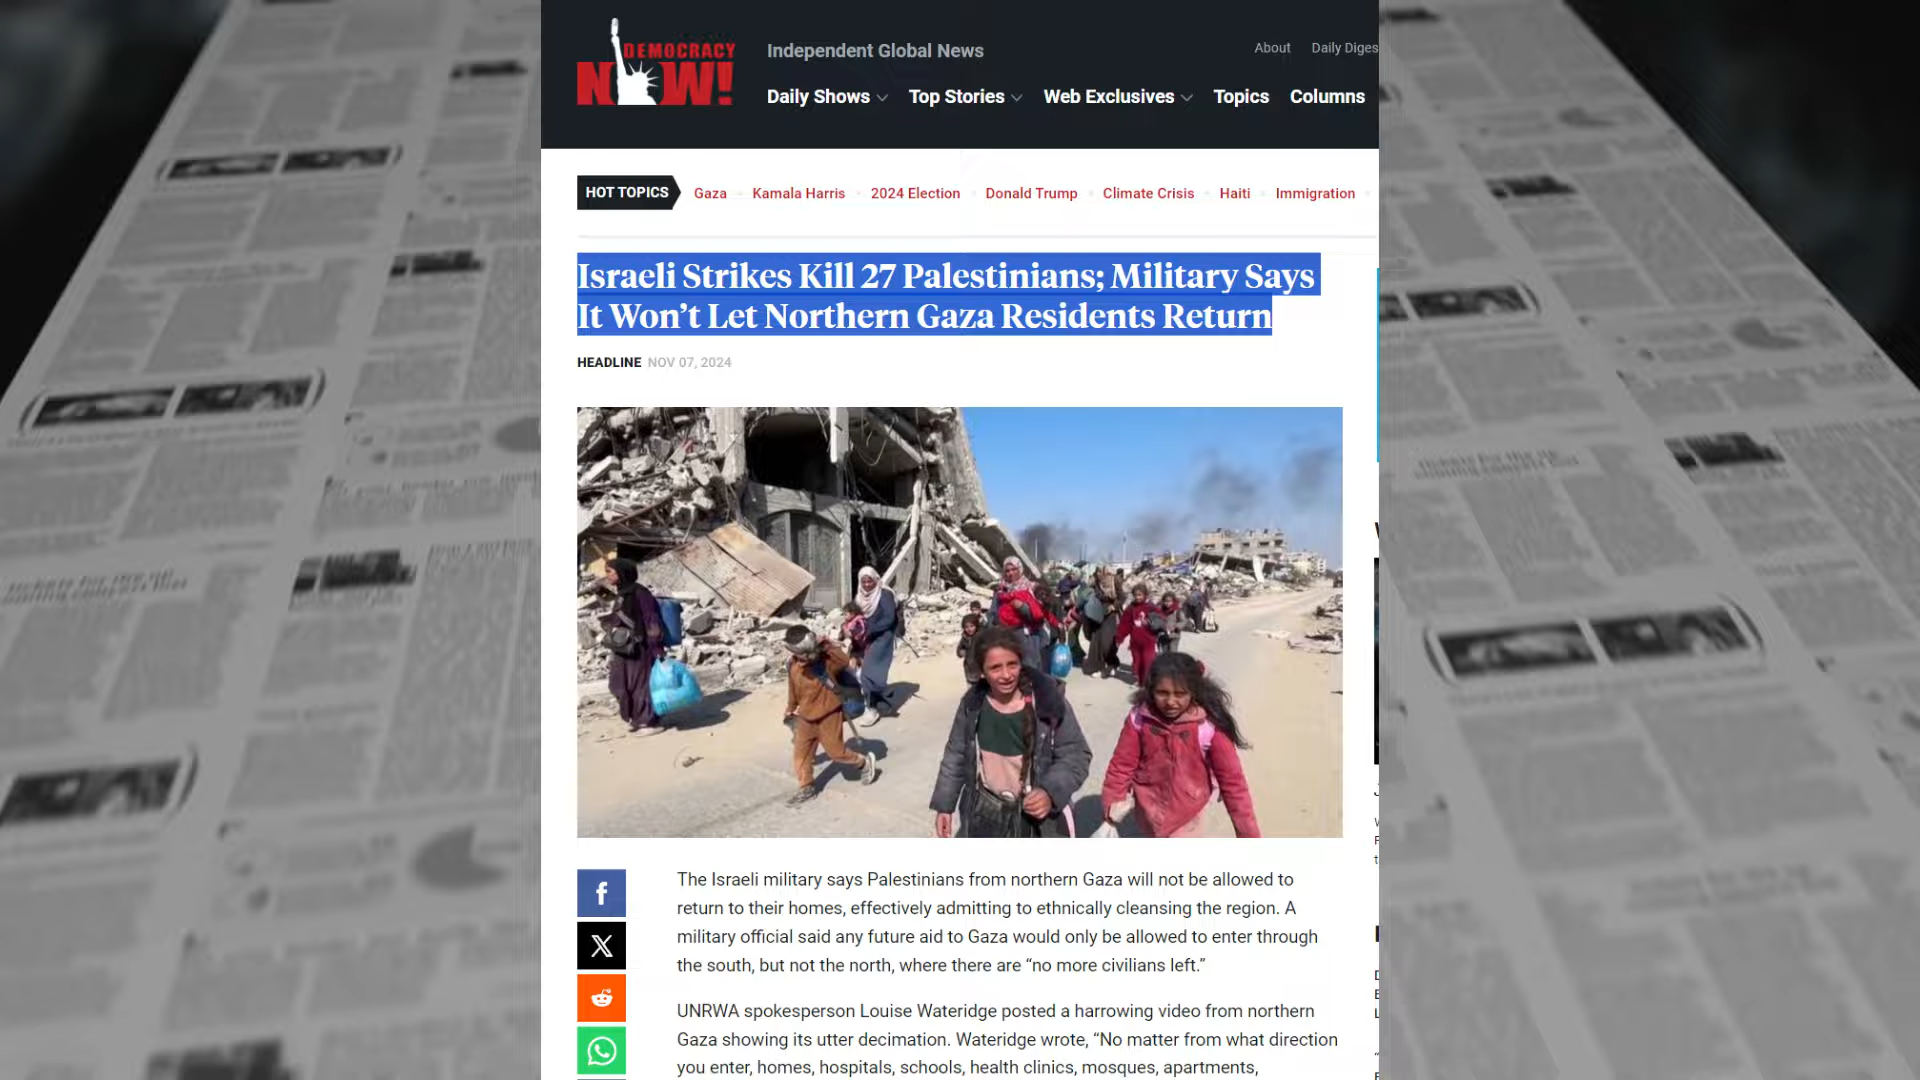 DEMOCRACY
NOW!
Independent Global News
About Daily Diges
Daily Shows Top Stories Web Exclusives Topics Columns
HOT TOPICS Gaza Kamala Harris 2024 Election Donald Trump Climate Crisis Haiti Immigration
Israeli Strikes Kill 27 Palestinians; Military Says
It Won’t Let Northern Gaza Residents Return
HEADLINE NOV 07, 2024
The Israeli military says Palestinians from northern Gaza will not be allowed to
return to their homes, effectively admitting to ethnically cleansing the region. A
military official said any future aid to Gaza would only be allowed to enter through
the south, but not the north, where there are “no more civilians left.”
UNRWA spokesperson Louise Wateridge posted a harrowing video from northern
Gaza showing its utter decimation. Wateridge wrote, “No matter from what direction
you enter, homes, hospitals, schools, health clinics, mosques, apartments,